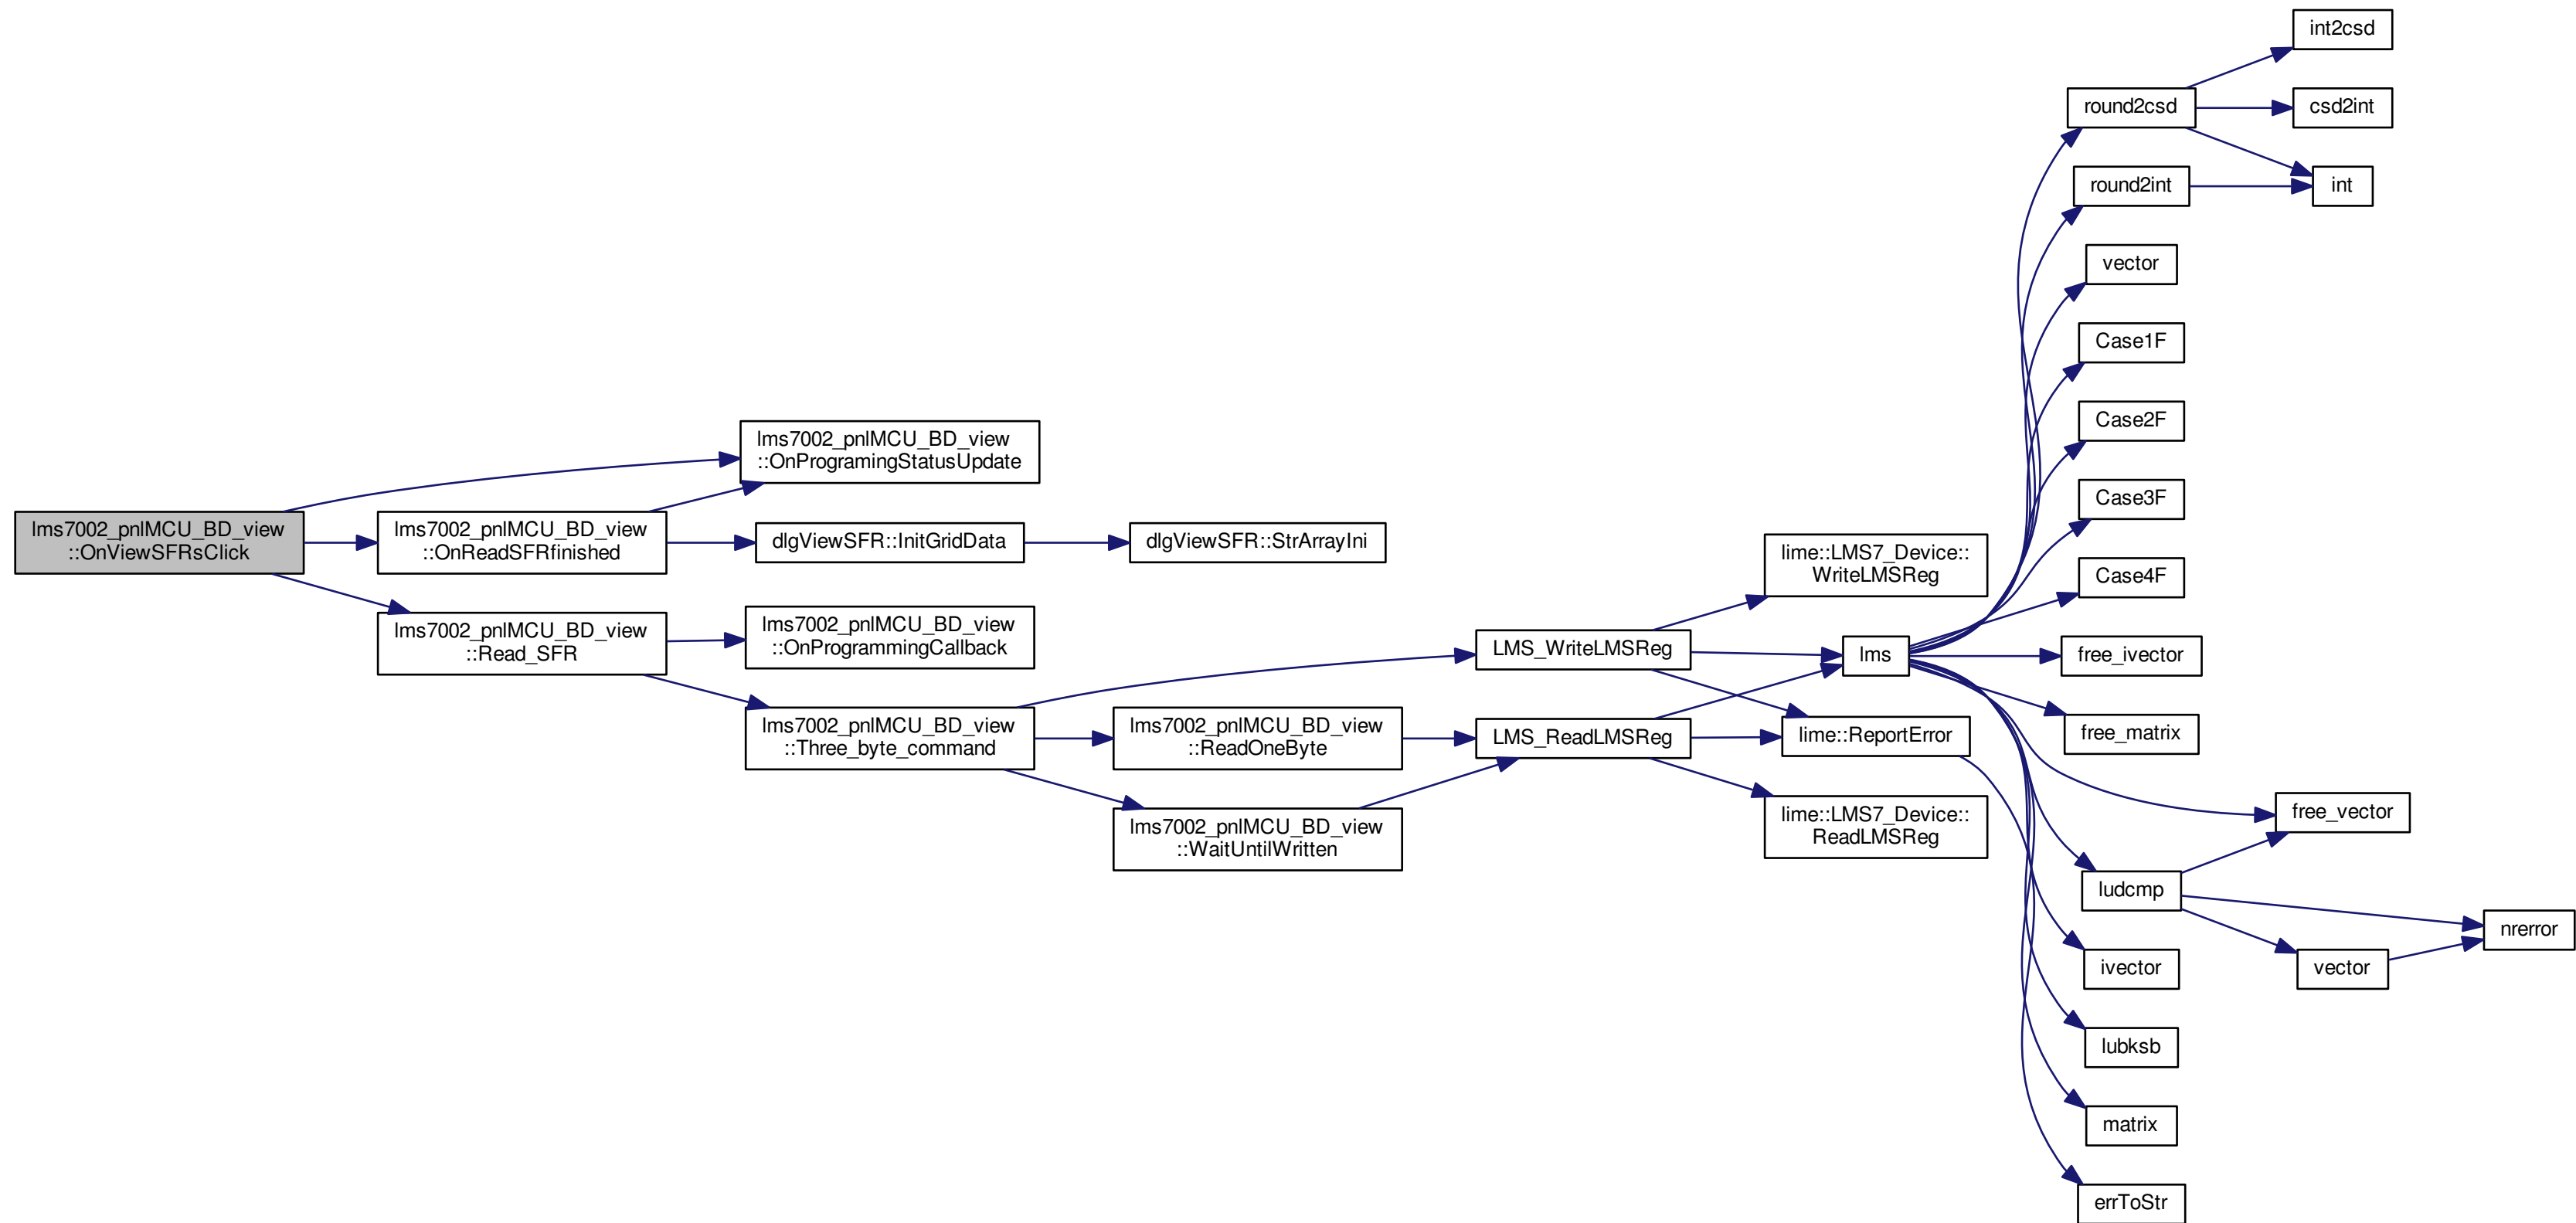 int2csd
round2csd
csd2int
round2int
int
vector
Case1F
Case2F
lms7002_pnlMCU_BD_view
::OnProgramingStatusUpdate
Case3F
lms7002_pnlMCU_BD_view
::OnViewSFRsClick
lms7002_pnlMCU_BD_view
::OnReadSFRfinished
dlgViewSFR::InitGridData
dlgViewSFR::StrArrayIni
lime::LMS7_Device::
WriteLMSReg
Case4F
lms7002_pnlMCU_BD_view
::Read_SFR
lms7002_pnlMCU_BD_view
::OnProgrammingCallback
LMS_WriteLMSReg
lms
free_ivector
lms7002_pnlMCU_BD_view
::Three_byte_command
lms7002_pnlMCU_BD_view
::ReadOneByte
LMS_ReadLMSReg
lime::ReportError
free_matrix
lms7002_pnlMCU_BD_view
::WaitUntilWritten
lime::LMS7_Device::
ReadLMSReg
free_vector
ludcmp
nrerror
ivector
vector
lubksb
matrix
errToStr